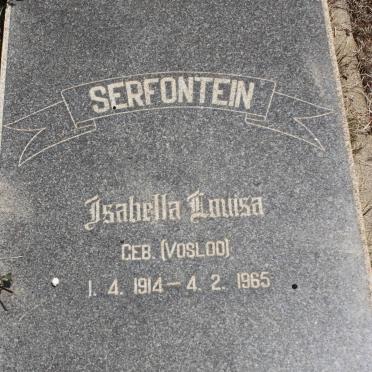 SERFONTEIN
Isabella Louisa
GEB. (VOSLOO)
1. 4. 1914 — 4. 2. 1965